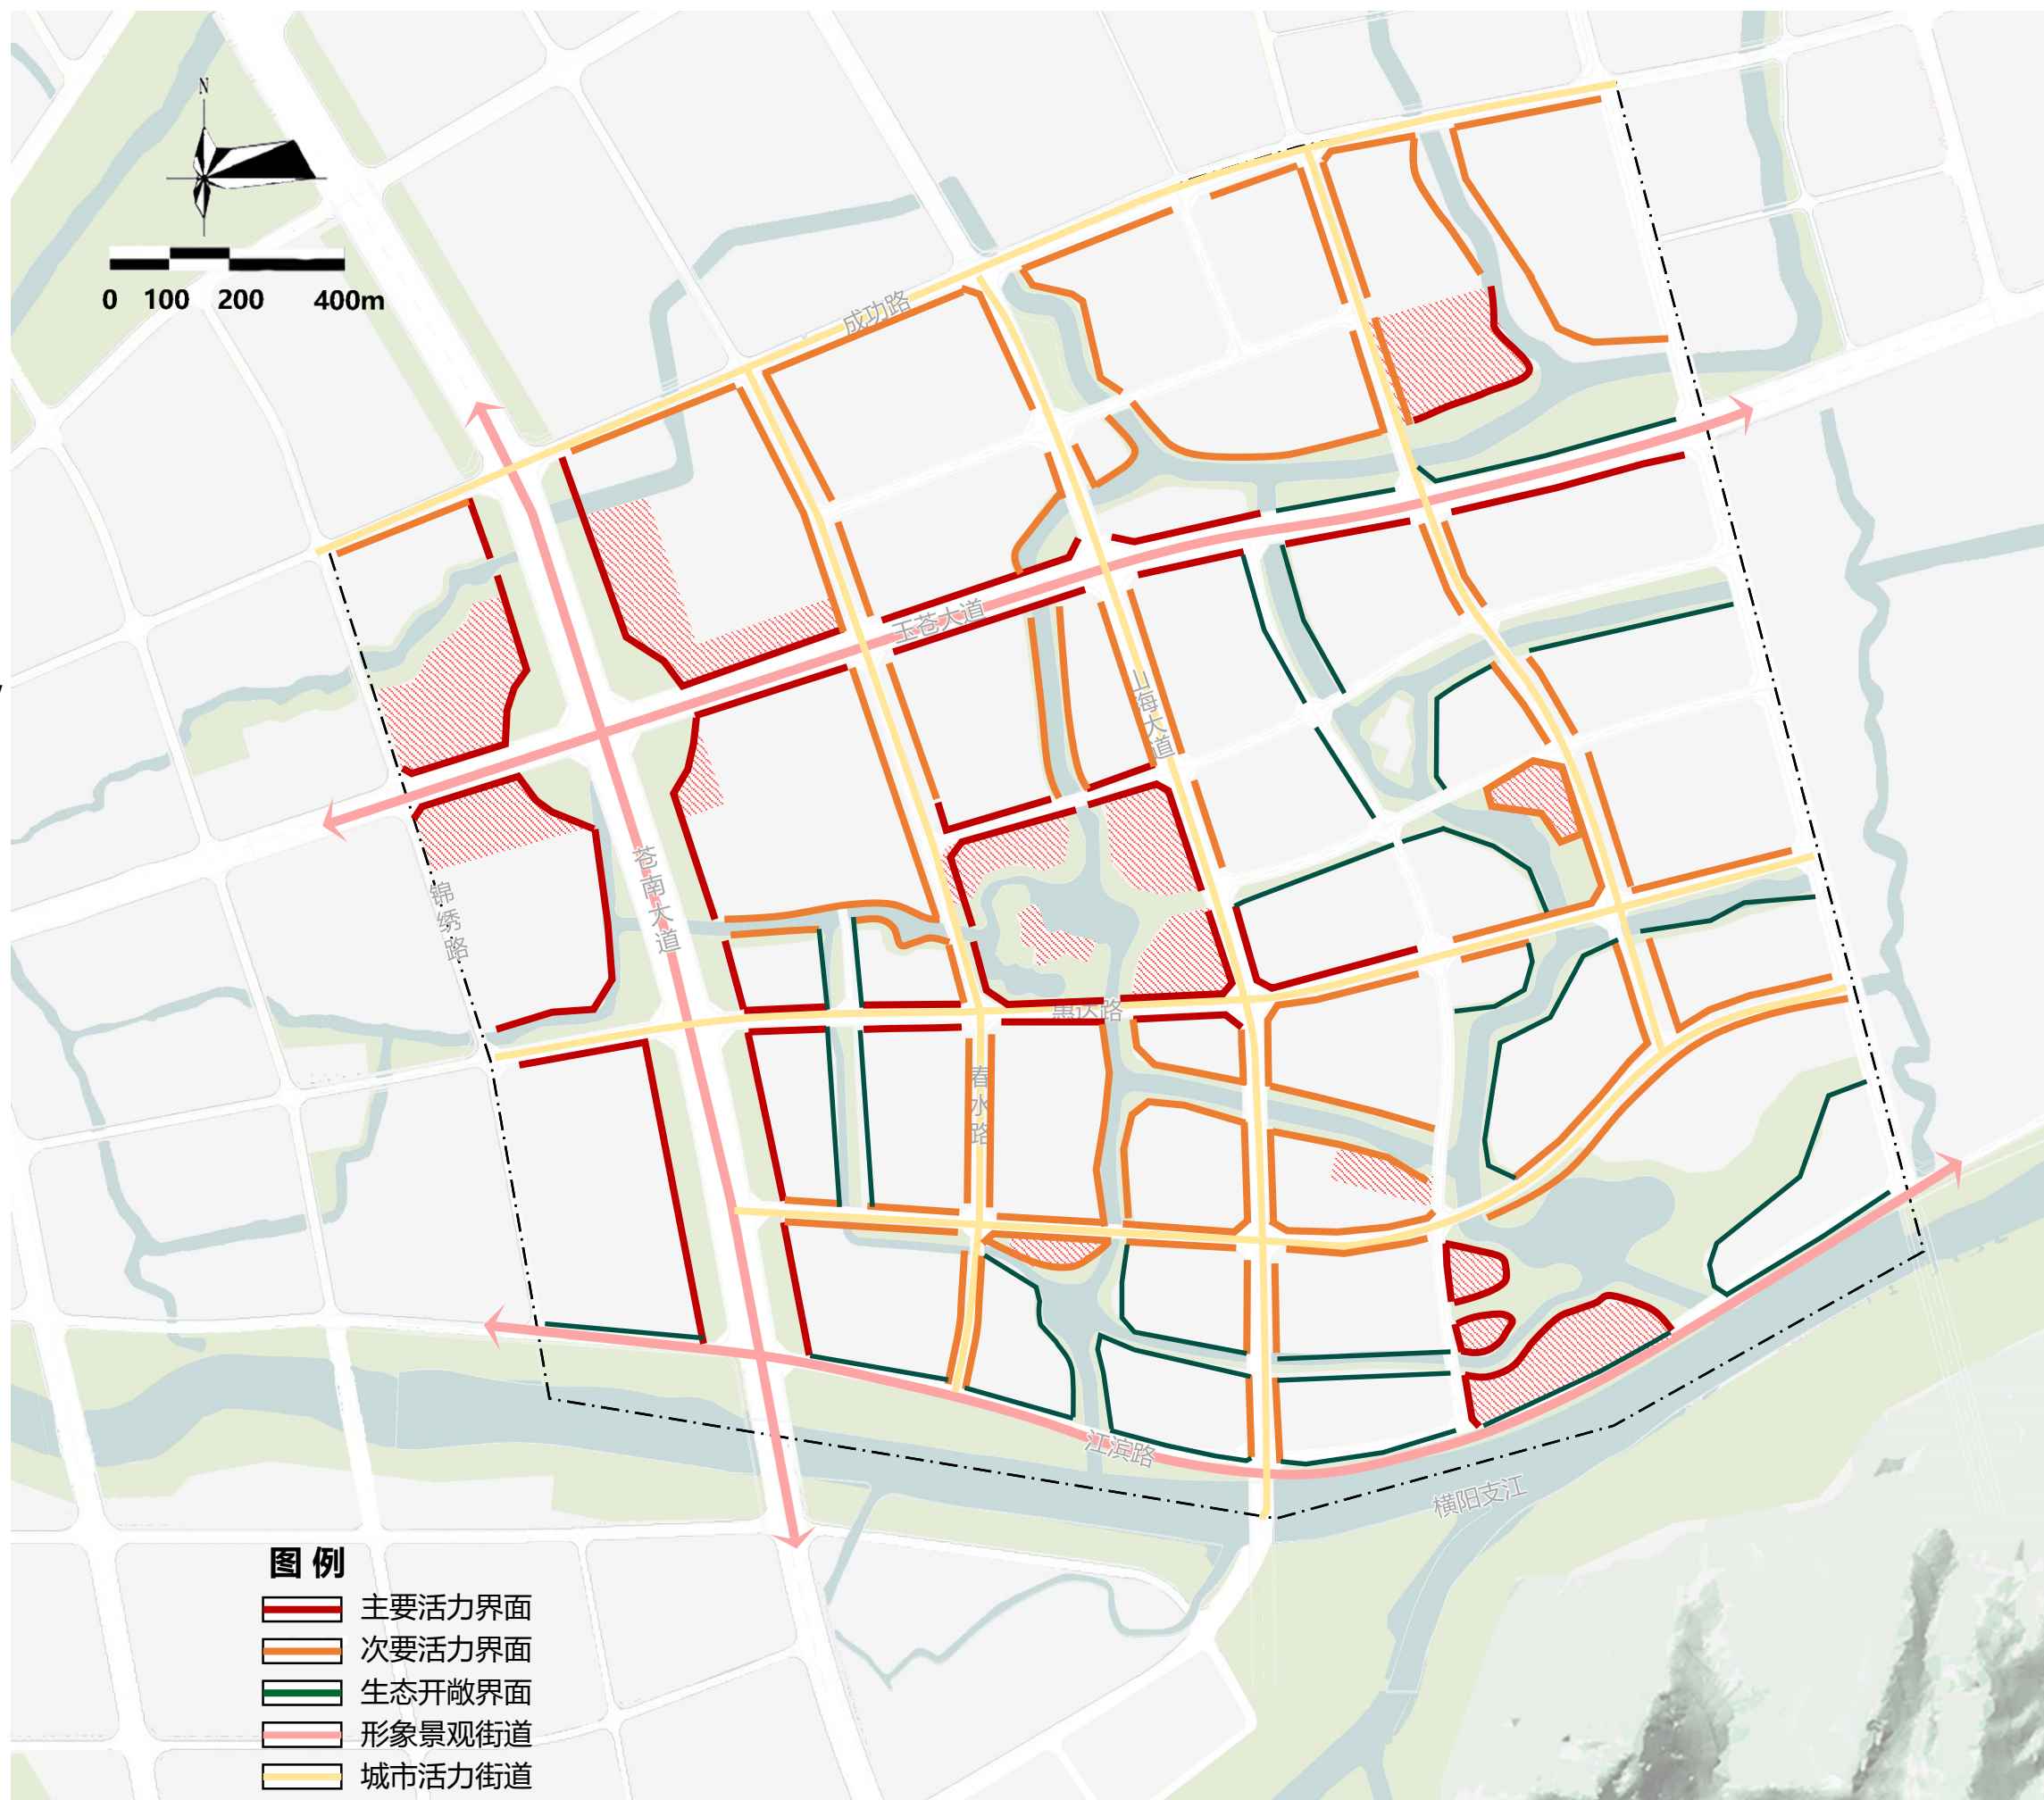 N
0 100 200 400m
成功路
玉苍大道
山海大道
苍南大道
锦绣路
惠达路
春水路
江滨路
横阳支江
图 例
主要活力界面
次要活力界面
生态开敞界面
形象景观街道
城市活力街道